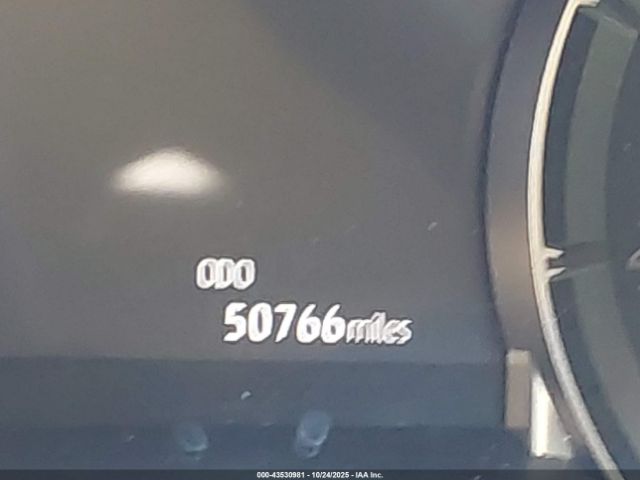 ODO
50766miles
000-43530981 - 10/24/2025 - IAA Inc.